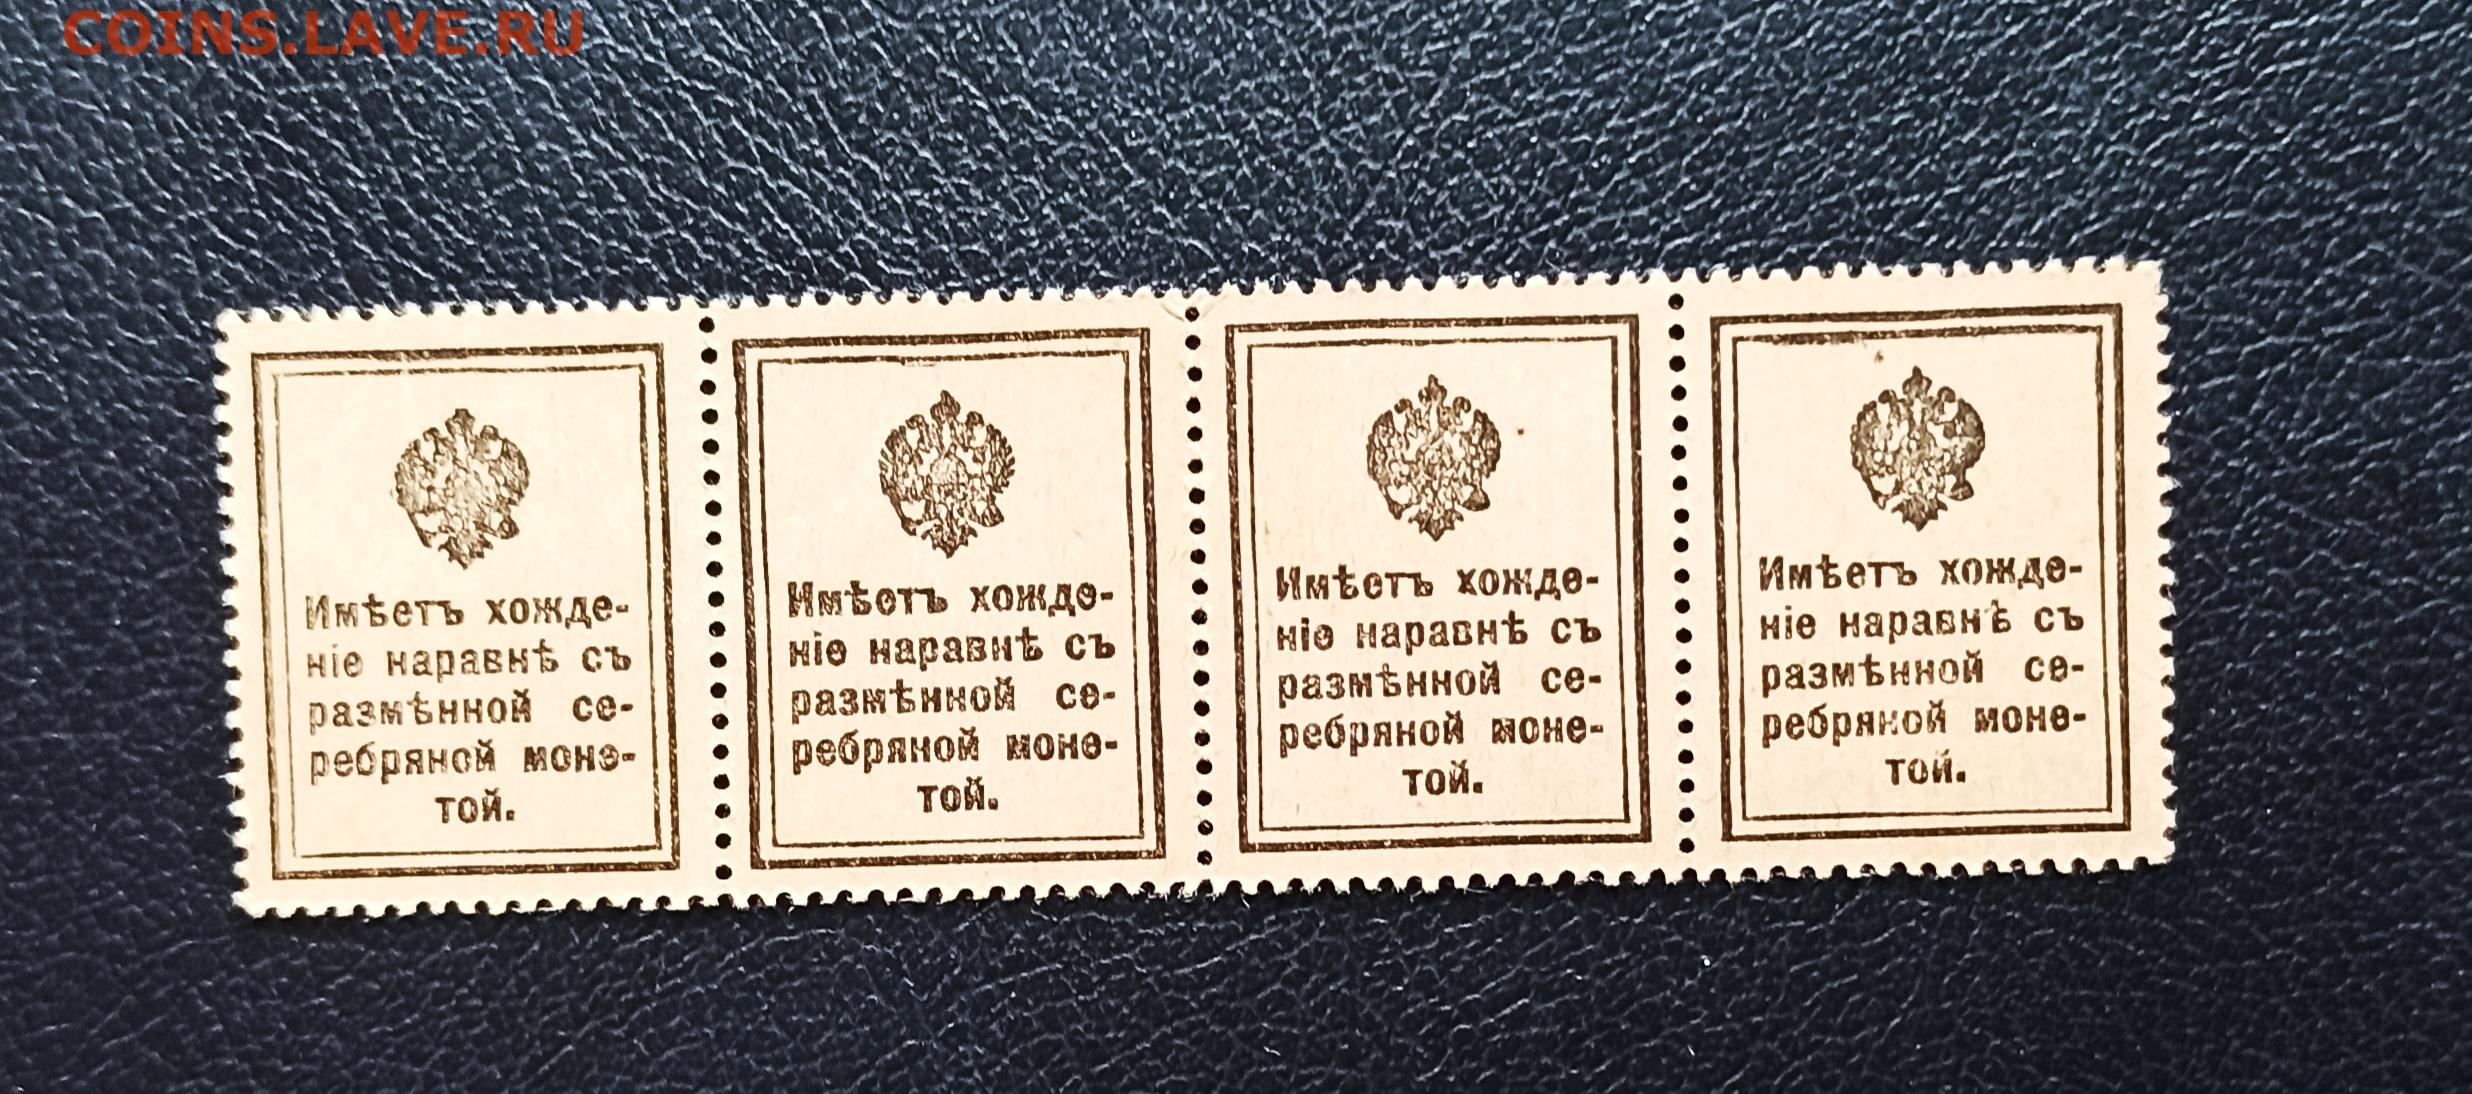 COINS.LAVE.RU
Имѣетъ хожде-
ніе наравнѣ съ
размѣнной се-
ребряной моне-
той.
Имѣетъ хожде-
ніе наравнѣ съ
размѣнной се-
ребряной моне-
той.
Имѣетъ хожде-
ніе наравнѣ съ
размѣнной се-
ребряной моне-
той.
Имѣетъ хожде-
ніе наравнѣ съ
размѣнной се-
ребряной моне-
той.